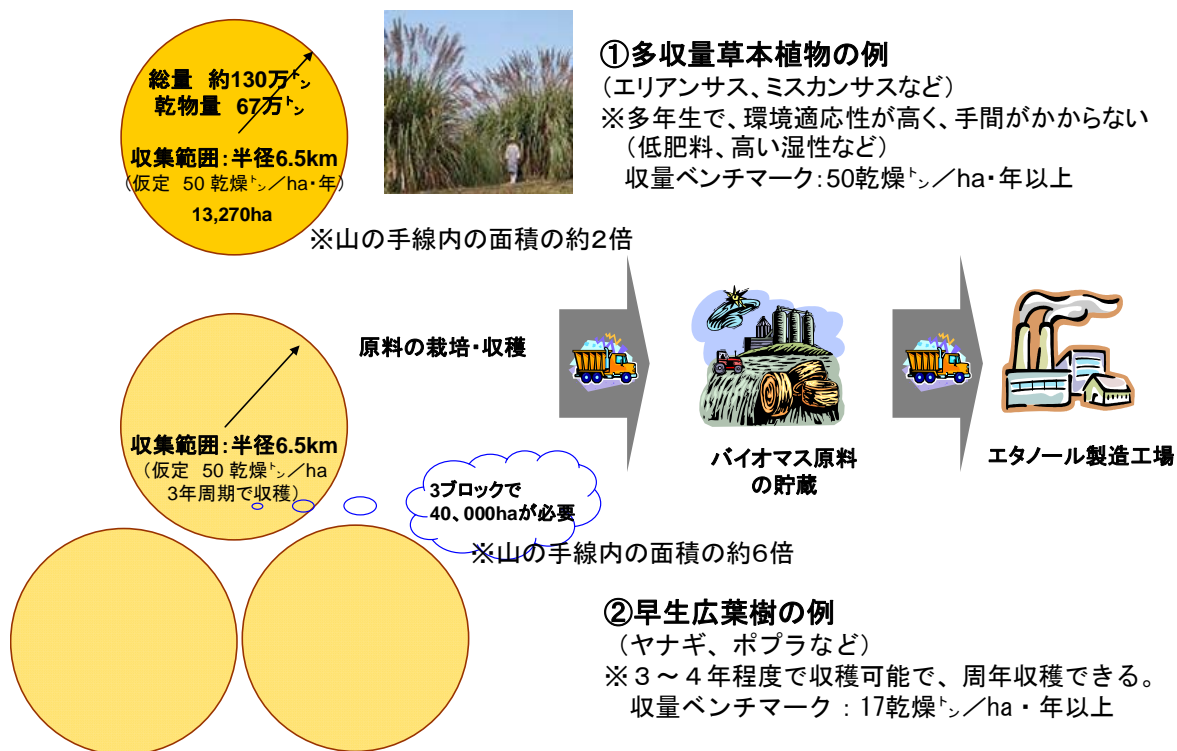 総量 約130万㌧
乾物量 67万㌧
収集範囲：半径6.5km
（仮定 50 乾燥㌧／ha・年）
13,270ha
※山の手線内の面積の約２倍
①多収量草本植物の例
（エリアンサス、ミスカンサスなど）
※多年生で、環境適応性が高く、手間がかからない
（低肥料、高い湿性など）
収量ベンチマーク：50乾燥㌧／ha・年以上
原料の栽培・収穫
バイオマス原料
の貯蔵
エタノール製造工場
収集範囲：半径6.5km
（仮定 50 乾燥㌧／ha
3年周期で収穫）
3ブロックで
40、000haが必要
※山の手線内の面積の約６倍
②早生広葉樹の例
（ヤナギ、ポプラなど）
※３～４年程度で収穫可能で、周年収穫できる。
収量ベンチマーク：17乾燥㌧／ha・年以上